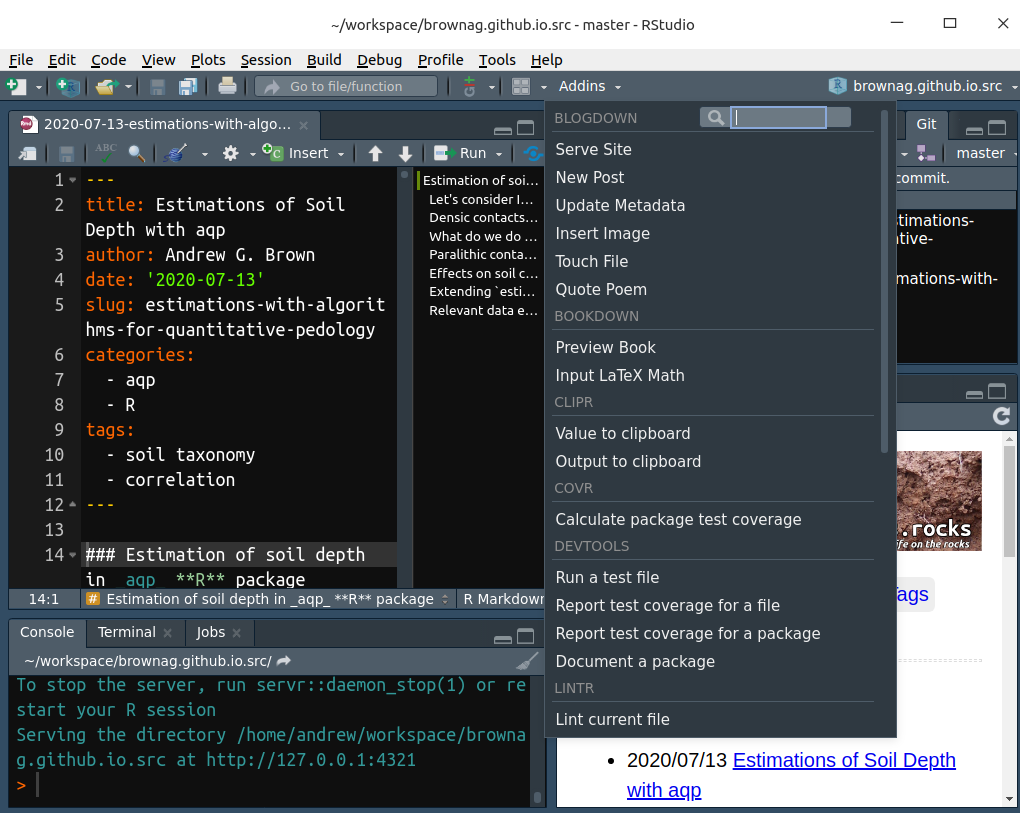 ~/workspace/brownag.github.io.src - master - RStudio
File Edit Code View Plots Session Build Debug Profile Tools Help
Go to file/function
Addins
brownag.github.io.src
2020-07-13-estimations-with-algo...
ABC
Insert
Run
1 ---
2 title: Estimations of Soil
Depth with aqp
3 author: Andrew G. Brown
4 date: '2020-07-13'
5 slug: estimations-with-algorit
hms-for-quantitative-pedology
6 categories:
7 - aqp
8 - R
9 tags:
10 - soil taxonomy
11 - correlation
12 ---
13
14 ### Estimation of soil depth
in _aqp_ **R** package
Estimation of soi...
Let's consider I...
Densic contacts...
What do we do ...
Paralithic conta...
Effects on soil c...
Extending `esti...
Relevant data e...
14:1
# Estimation of soil depth in _aqp_ **R** package
R Markdown
Console
Terminal
Jobs
~/workspace/brownag.github.io.src/
To stop the server, run servr::daemon_stop(1) or re
start your R session
Serving the directory /home/andrew/workspace/browna
g.github.io.src at http://127.0.0.1:4321
>
BLOGDOWN
Serve Site
New Post
Update Metadata
Insert Image
Touch File
Quote Poem
BOOKDOWN
Preview Book
Input LaTeX Math
CLIPR
Value to clipboard
Output to clipboard
COVR
Calculate package test coverage
DEVTOOLS
Run a test file
Report test coverage for a file
Report test coverage for a package
Document a package
LINTR
Lint current file
Git
master
commit.
stimations-
tive-
mations-with-
.rocks
ife on the rocks
ags
2020/07/13 Estimations of Soil Depth
with aqp